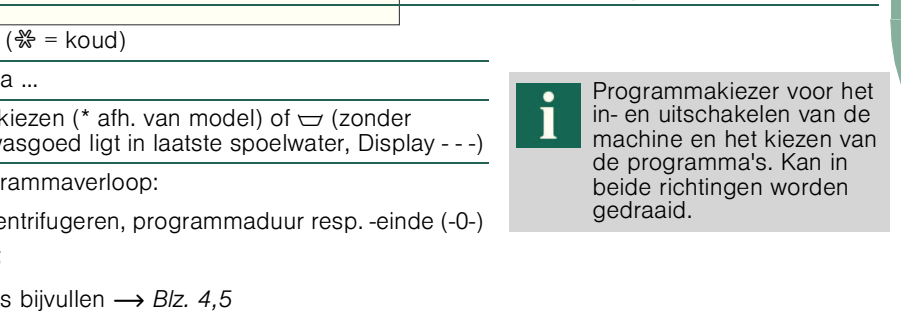 (❄ = koud)
a ...
kiezen (* afh. van model) of (zonder
vasgoed ligt in laatste spoelwater, Display - - -)
rammaverloop:
entrifugeren, programmaduur resp. -einde (-0-)
s bijvullen ⟶ Blz. 4,5
i
Programmakiezer voor het
in- en uitschakelen van de
machine en het kiezen van
de programma's. Kan in
beide richtingen worden
gedraaid.